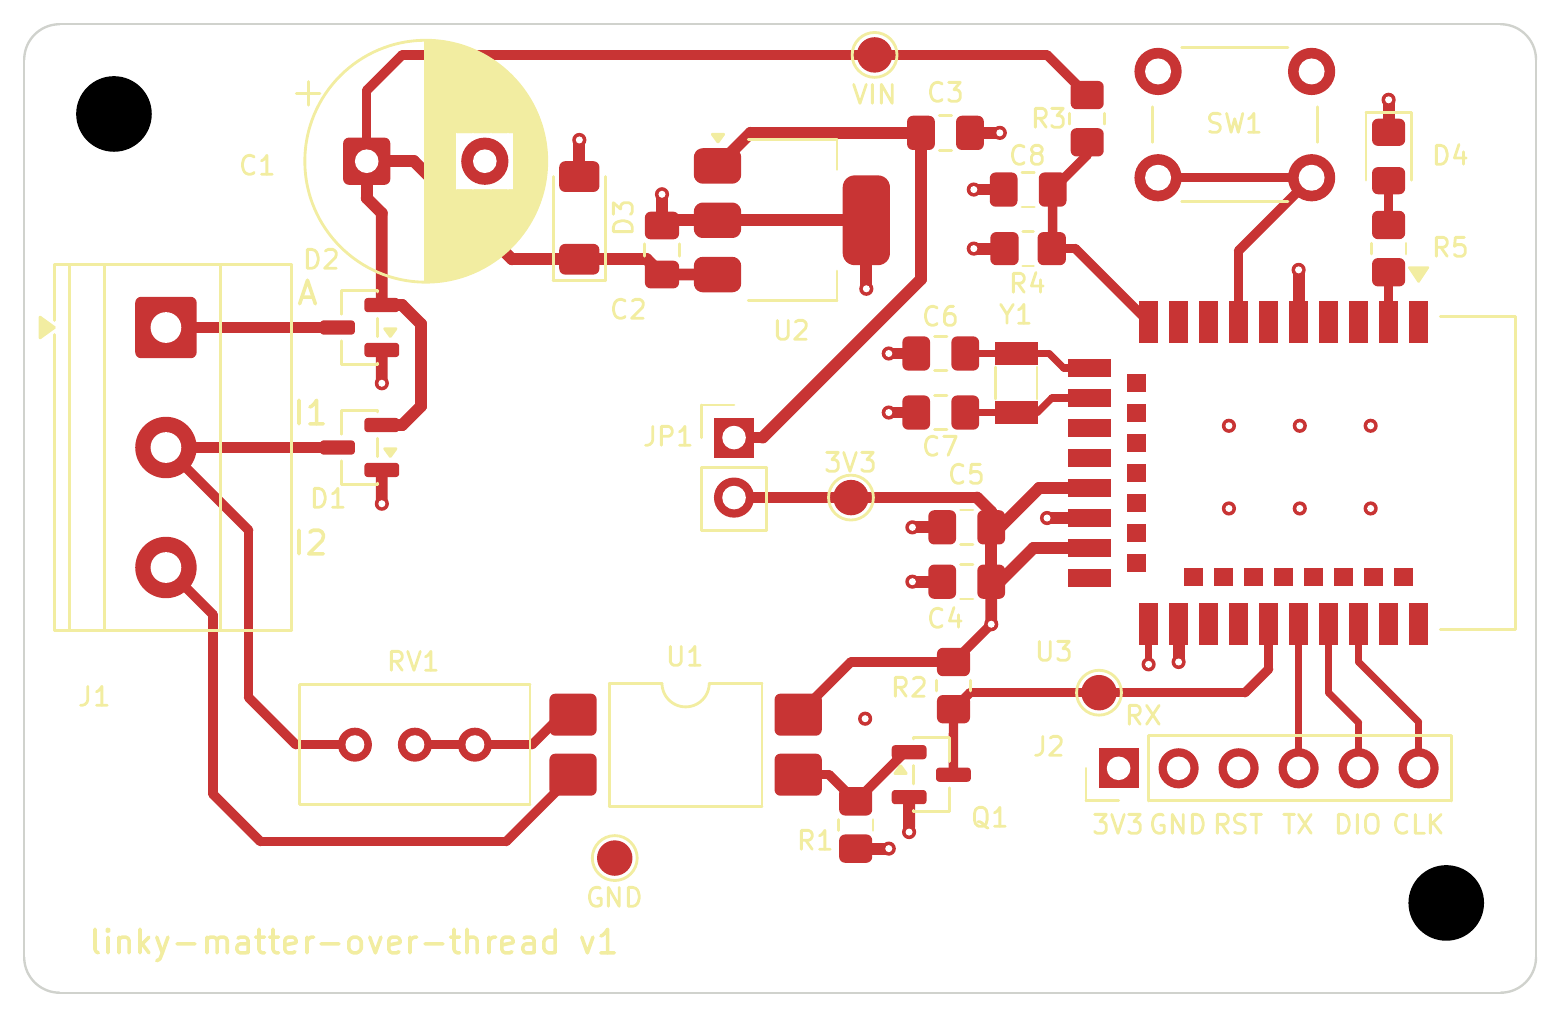 VIN
C3
R3
SW1
C1
C8
D4
D3
D2
R5
A
R4
C2
C6
Y1
U2
I1
JP1
C7
3V3
C5
D1
I2
C4
RV1
U1
U3
R2
J1
RX
J2
Q1
R1
3V3 GND RST TX DIO CLK
GND
linky-matter-over-thread v1